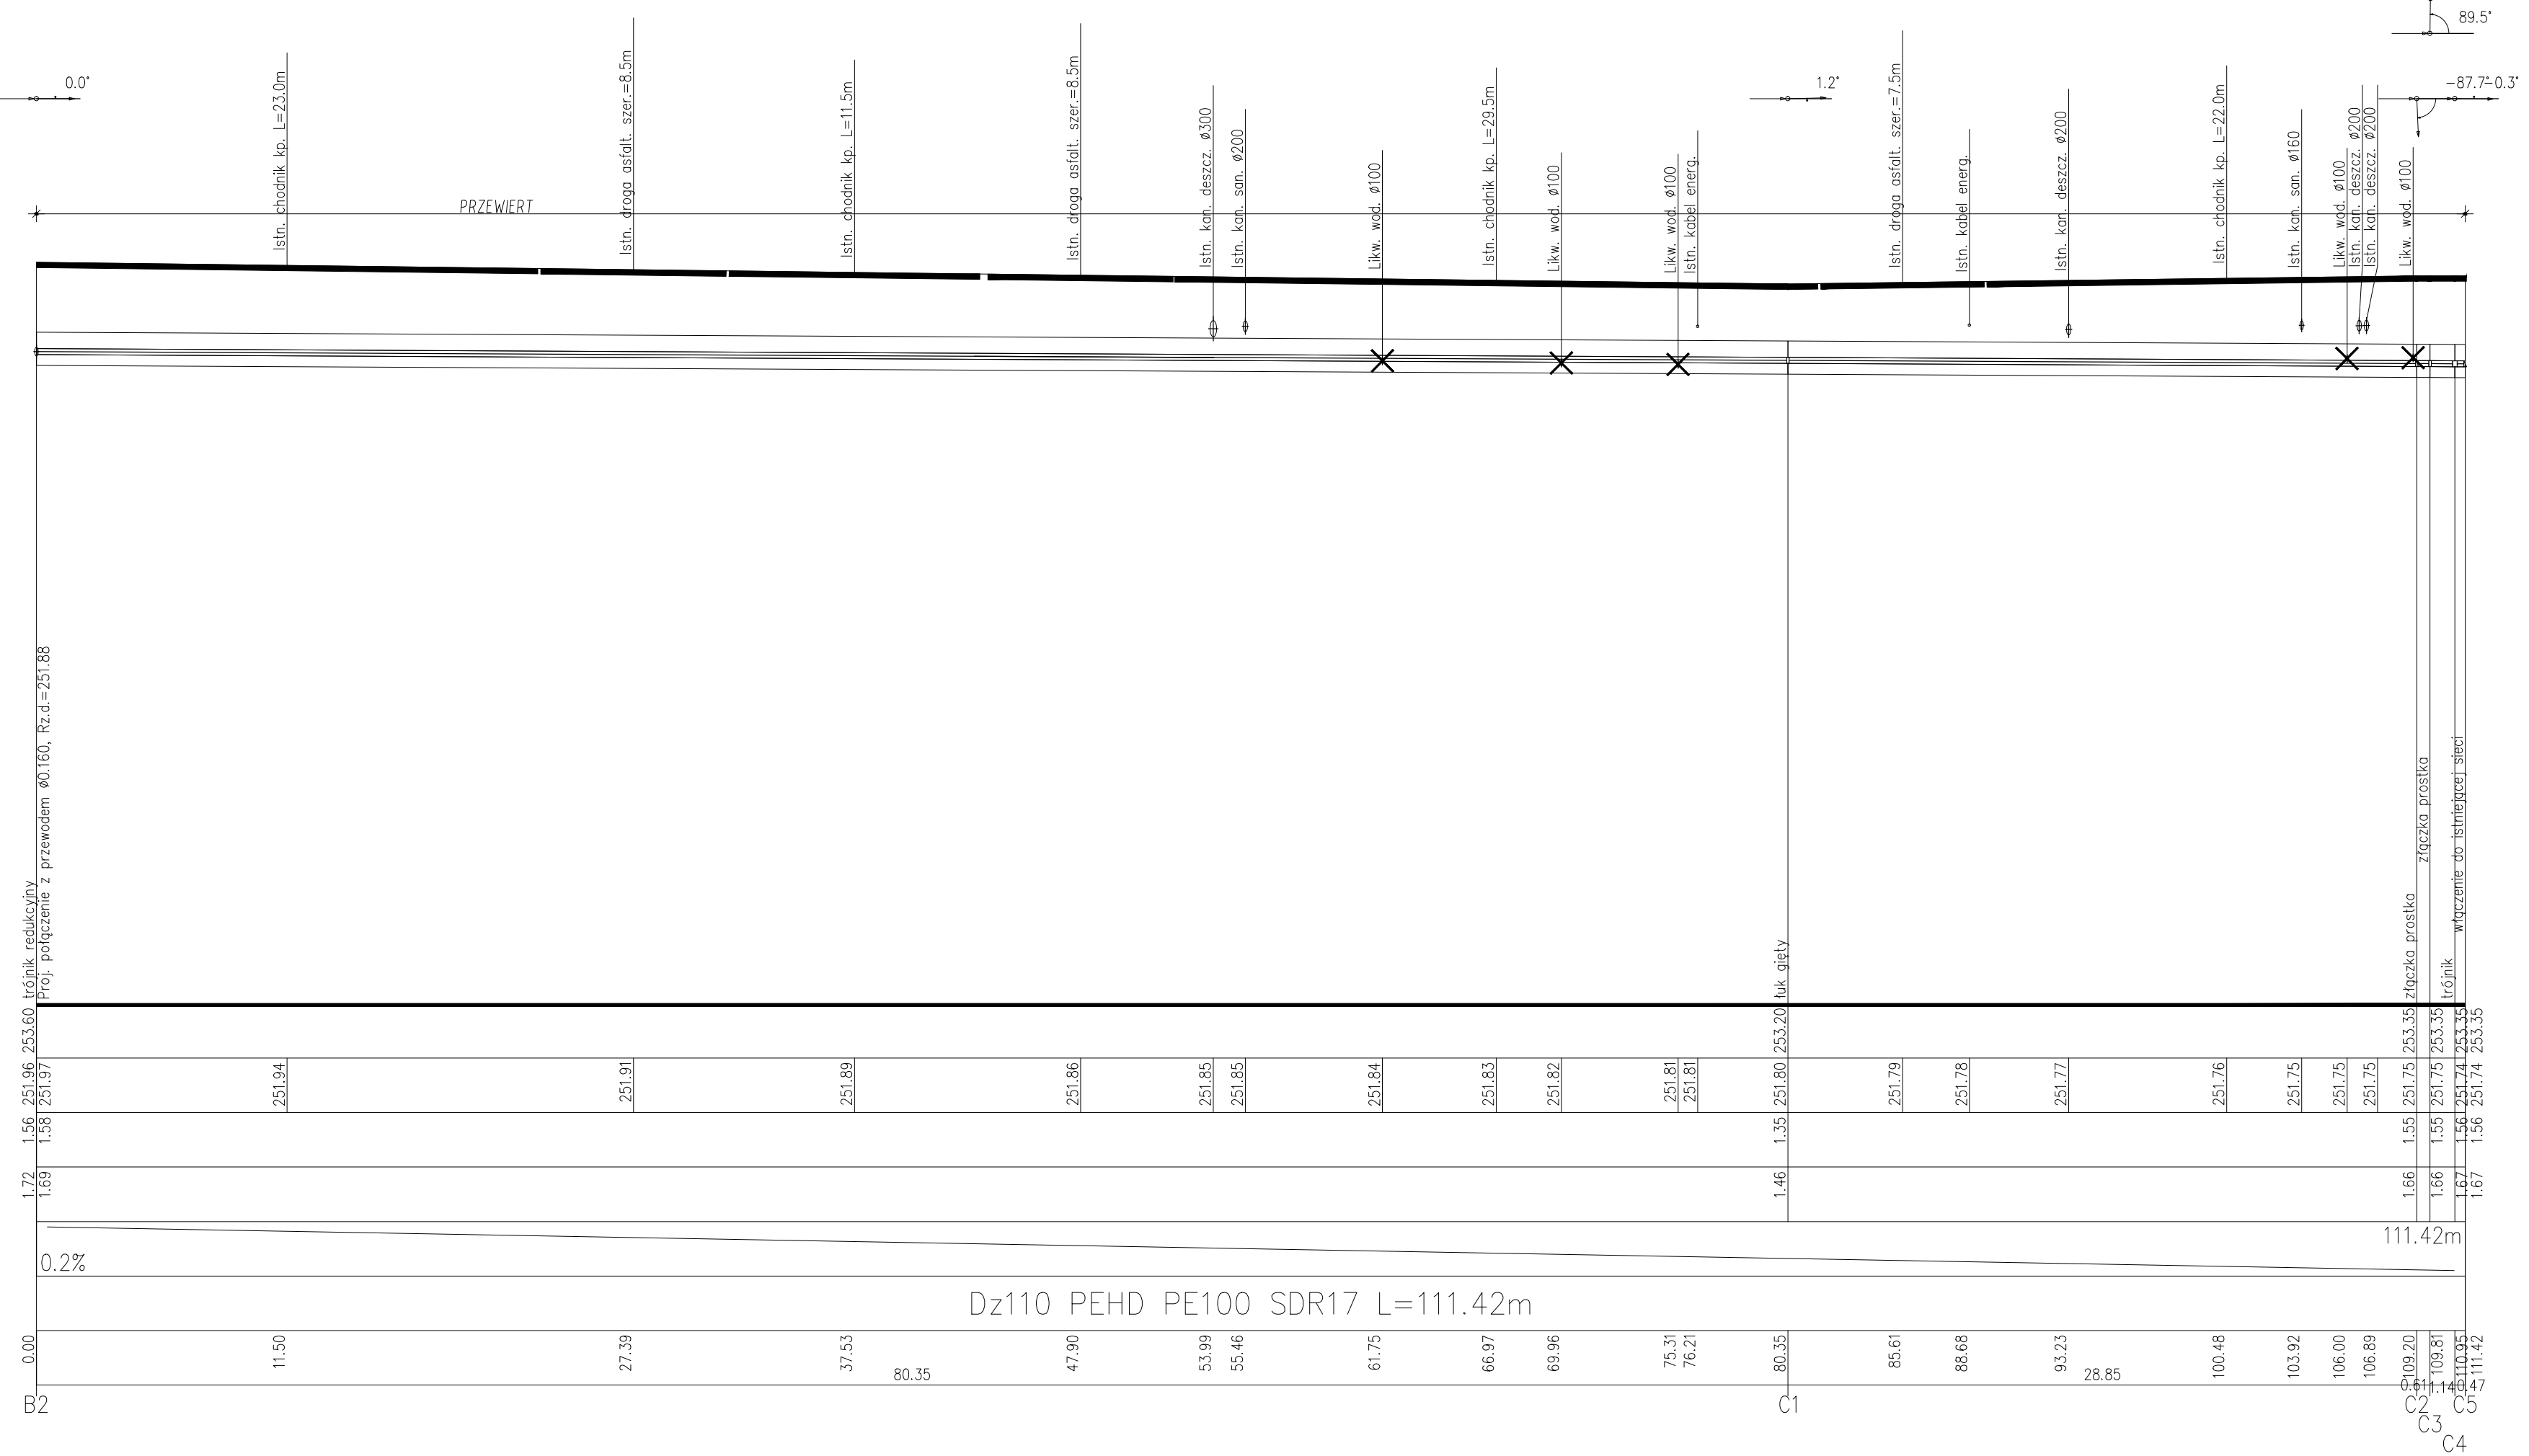 89.5°
0.0°
1.2°
-87.7°
-0.3°
Istn. chodnik kp. L=23.0m
Istn. droga asfalt. szer.=8.5m
Istn. chodnik kp. L=11.5m
Istn. droga asfalt. szer.=8.5m
Istn. kan. deszcz. ø300
Istn. kan. san. ø200
Likw. wod. ø100
Istn. chodnik kp. L=29.5m
Likw. wod. ø100
Likw. wod. ø100
Istn. kabel energ.
Istn. droga asfalt. szer.=7.5m
Istn. kabel energ.
Istn. kan. deszcz. ø200
Istn. chodnik kp. L=22.0m
Istn. kan. san. ø160
Likw. wod. ø100
Istn. kan. deszcz. ø200
Istn. kan. deszcz. ø200
Likw. wod. ø100
PRZEWIERT
trójnik redukcyjny
Proj. połączenie z przewodem ø0.160, Rz.d.=251.88
łuk gięty
złączka prostka
złączka prostka
trójnik
włączenie do istniejącej sieci
253.60
253.20
253.35
253.35
253.35
253.35
251.96
251.97
251.94
251.91
251.89
251.86
251.85
251.85
251.84
251.83
251.82
251.81
251.81
251.80
251.79
251.78
251.77
251.76
251.75
251.75
251.75
251.75
251.75
251.74
251.74
1.56
1.58
1.35
1.55
1.55
1.56
1.56
1.72
1.69
1.46
1.66
1.66
1.67
1.67
0.2%
111.42m
Dz110 PEHD PE100 SDR17 L=111.42m
0.00
11.50
27.39
37.53
47.90
53.99
55.46
61.75
66.97
69.96
75.31
76.21
80.35
85.61
88.68
93.23
100.48
103.92
106.00
106.89
109.20
109.81
110.95
111.42
80.35
28.85
0.61
1.14
0.47
B2
C1
C2
C5
C3
C4